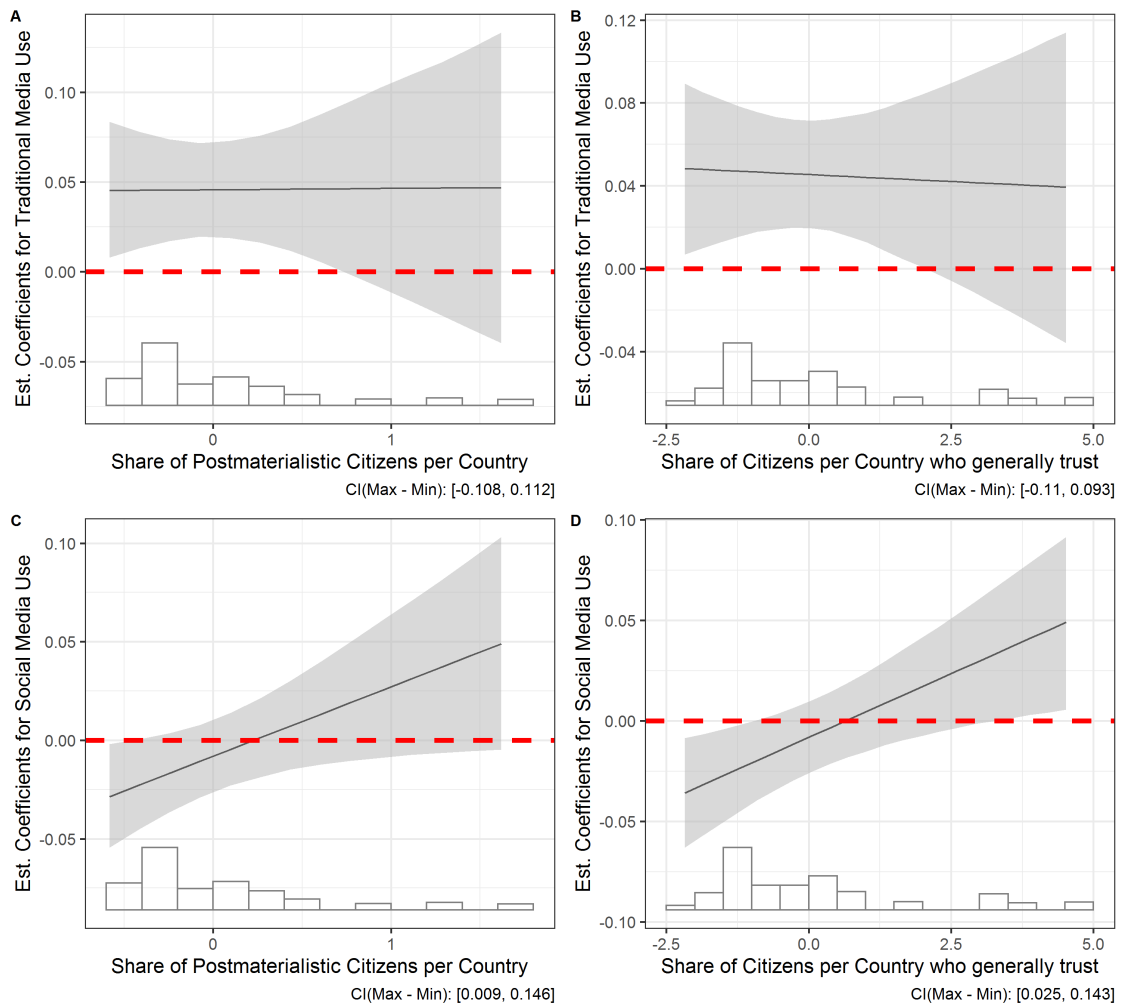 A
Est. Coefficients for Traditional Media Use
0.10
0.05
0.00
-0.05
0
1
Share of Postmaterialistic Citizens per Country
CI(Max - Min): [-0.108, 0.112]
B
Est. Coefficients for Traditional Media Use
0.12
0.08
0.04
0.00
-0.04
-2.5
0.0
2.5
5.0
Share of Citizens per Country who generally trust
CI(Max - Min): [-0.11, 0.093]
C
Est. Coefficients for Social Media Use
0.10
0.05
0.00
-0.05
0
1
Share of Postmaterialistic Citizens per Country
CI(Max - Min): [0.009, 0.146]
D
Est. Coefficients for Social Media Use
0.10
0.05
0.00
-0.05
-0.10
-2.5
0.0
2.5
5.0
Share of Citizens per Country who generally trust
CI(Max - Min): [0.025, 0.143]